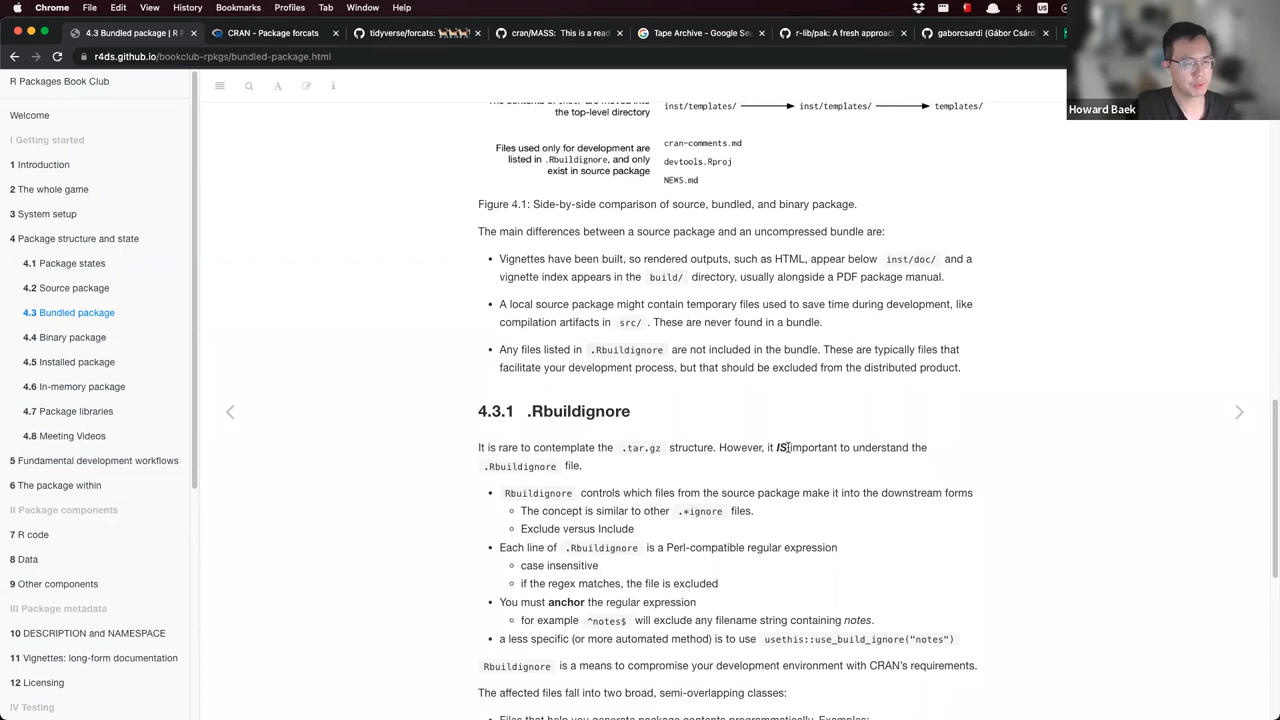 Chrome File Edit View History Bookmarks Profiles Tab Window Help
4.3 Bundled package | R P
CRAN - Package forcats
tidyverse/forcats:
cran/MASS: This is a read
Tape Archive - Google Sea
r-lib/pak: A fresh approach
gaborcsardi (Gábor Csárd
r4ds.github.io/bookclub-rpkgs/bundled-package.html
Howard Baek
R Packages Book Club
Welcome
I Getting started
1 Introduction
2 The whole game
3 System setup
4 Package structure and state
4.1 Package states
4.2 Source package
4.3 Bundled package
4.4 Binary package
4.5 Installed package
4.6 In-memory package
4.7 Package libraries
4.8 Meeting Videos
5 Fundamental development workflows
6 The package within
II Package components
7 R code
8 Data
9 Other components
III Package metadata
10 DESCRIPTION and NAMESPACE
11 Vignettes: long-form documentation
12 Licensing
IV Testing
The contents of inst/ are moved into
the top-level directory
inst/templates/ inst/templates/ templates/
Files used only for development are
listed in .Rbuildignore, and only
exist in source package
cran-comments.md
devtools.Rproj
NEWS.md
Figure 4.1: Side-by-side comparison of source, bundled, and binary package.
The main differences between a source package and an uncompressed bundle are:
• Vignettes have been built, so rendered outputs, such as HTML, appear below inst/doc/ and a
vignette index appears in the build/ directory, usually alongside a PDF package manual.
• A local source package might contain temporary files used to save time during development, like
compilation artifacts in src/ . These are never found in a bundle.
• Any files listed in .Rbuildignore are not included in the bundle. These are typically files that
facilitate your development process, but that should be excluded from the distributed product.
4.3.1 .Rbuildignore
It is rare to contemplate the .tar.gz structure. However, it IS important to understand the
.Rbuildignore file.
• Rbuildignore controls which files from the source package make it into the downstream forms
◦ The concept is similar to other .*ignore files.
◦ Exclude versus Include
• Each line of .Rbuildignore is a Perl-compatible regular expression
◦ case insensitive
◦ if the regex matches, the file is excluded
• You must anchor the regular expression
◦ for example ^notes$ will exclude any filename string containing notes.
• a less specific (or more automated method) is to use usethis::use_build_ignore("notes")
Rbuildignore is a means to compromise your development environment with CRAN's requirements.
The affected files fall into two broad, semi-overlapping classes:
• Files that help you generate package contents programmatically. Examples: